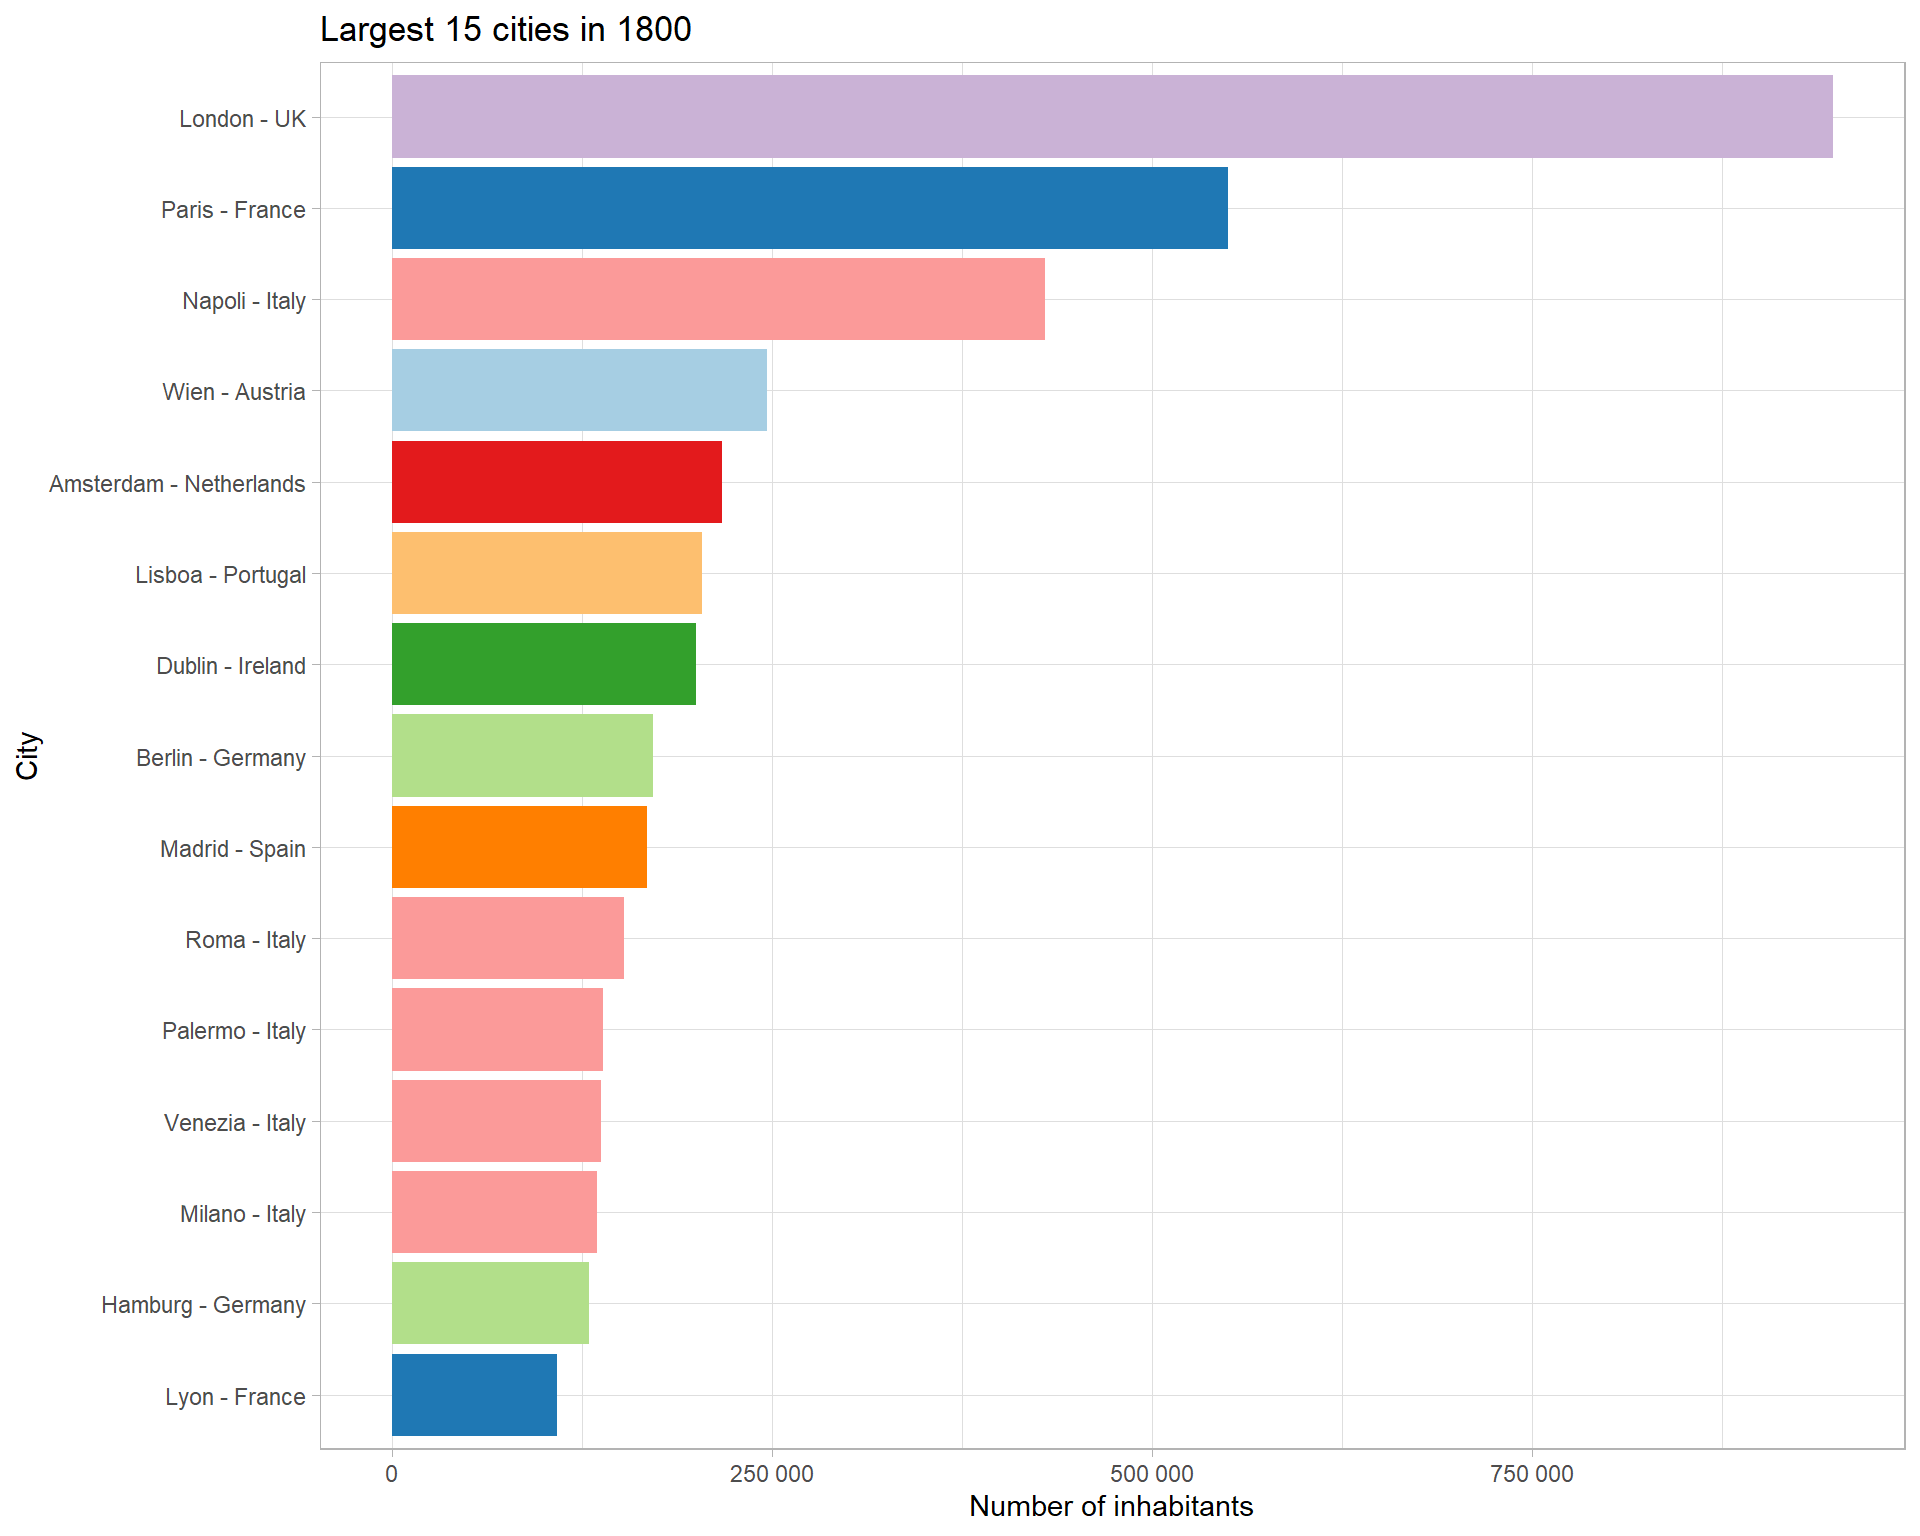 Largest 15 cities in 1800
City
London - UK
Paris - France
Napoli - Italy
Wien - Austria
Amsterdam - Netherlands
Lisboa - Portugal
Dublin - Ireland
Berlin - Germany
Madrid - Spain
Roma - Italy
Palermo - Italy
Venezia - Italy
Milano - Italy
Hamburg - Germany
Lyon - France
0 250 000 500 000 750 000
Number of inhabitants